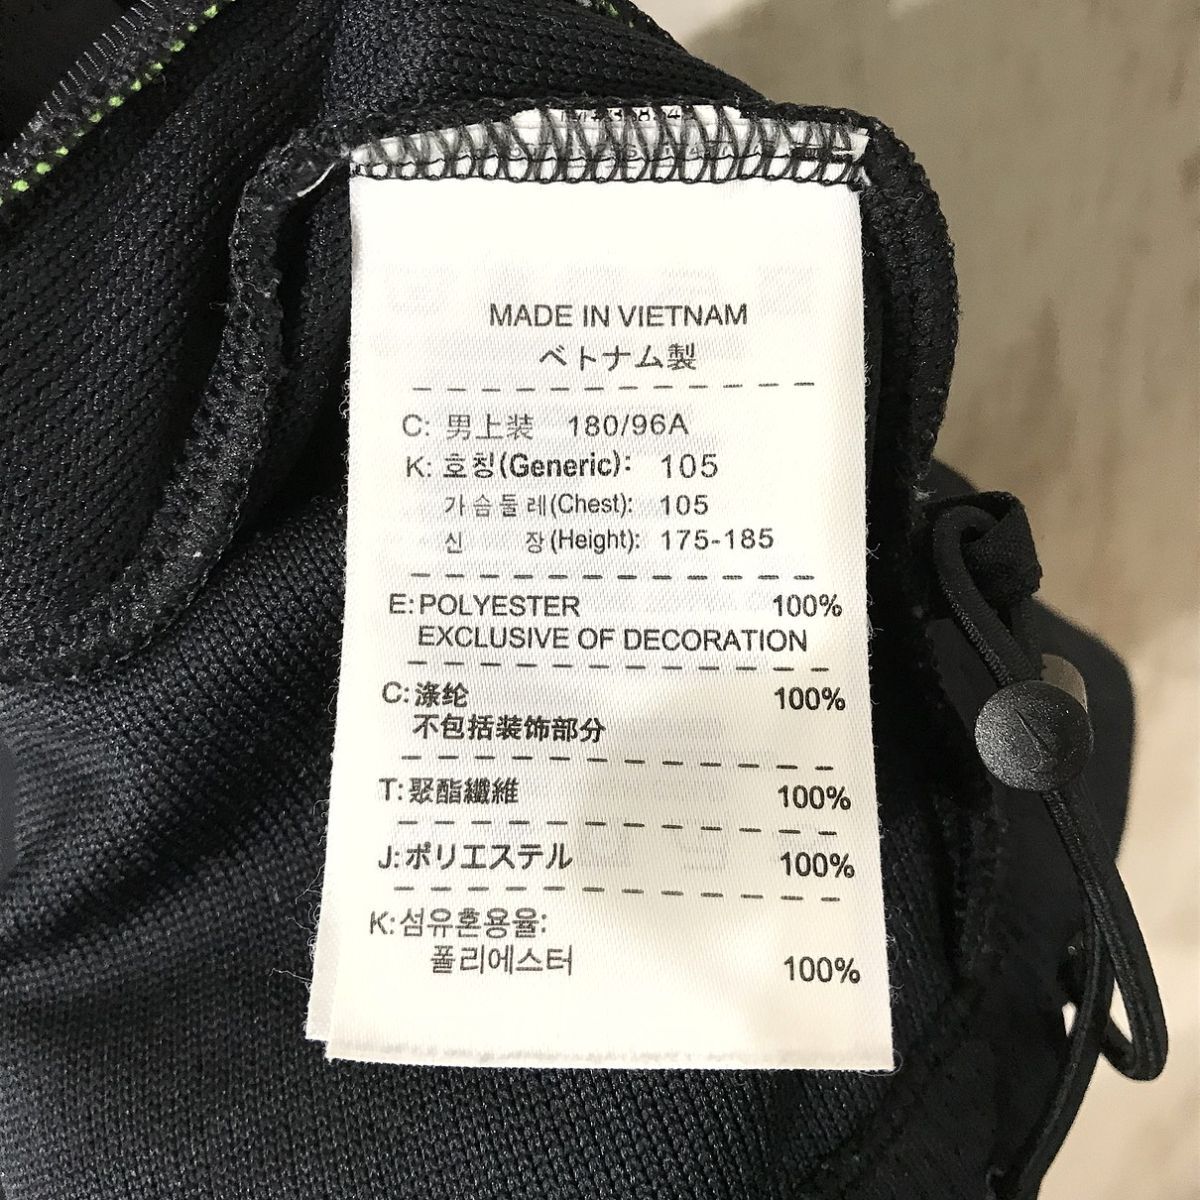 MADE IN VIETNAM
ベトナム製
C: 男上装 180/96A
K: 호칭(Generic): 105
가슴둘레(Chest): 105
신 장(Height): 175-185
E:POLYESTER 100%
EXCLUSIVE OF DECORATION
C:涤纶 100%
不包括装饰部分
T:聚酯纖維 100%
J:ポリエステル 100%
K:섬유혼용율:
폴리에스터 100%